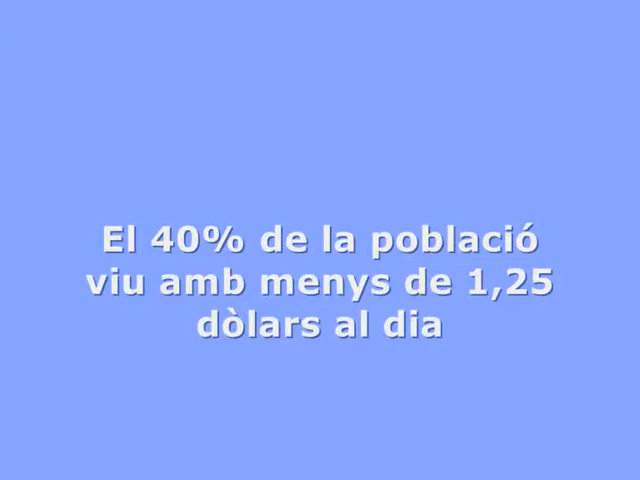 El 40% de la població
viu amb menys de 1,25
dòlars al dia